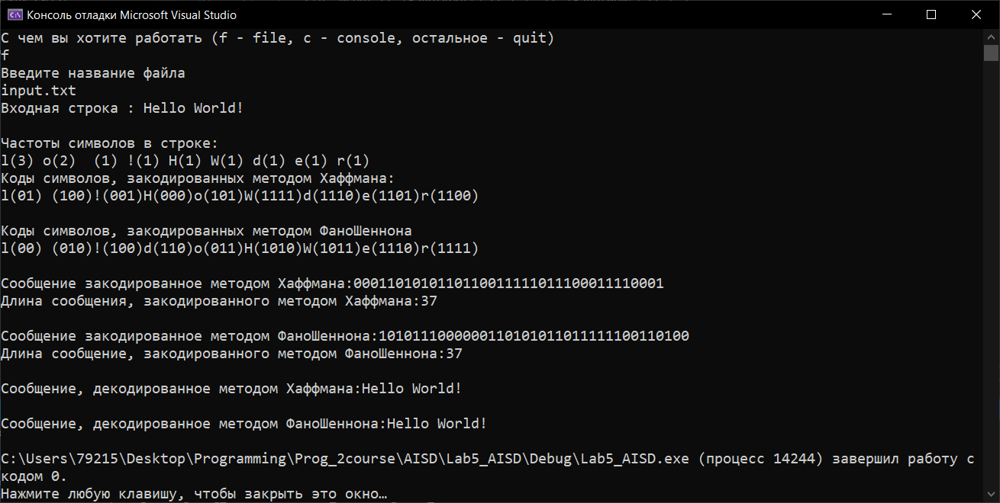 Консоль отладки Microsoft Visual Studio
С чем вы хотите работать (f - file, c - console, остальное - quit)
f
Введите название файла
input.txt
Входная строка : Hello World!
Частоты символов в строке:
l(3) o(2)  (1) !(1) H(1) W(1) d(1) e(1) r(1)
Коды символов, закодированных методом Хаффмана:
l(01) (100)!(001)H(000)o(101)W(1111)d(1110)e(1101)r(1100)
Коды символов, закодированных методом ФаноШеннона
l(00) (010)!(100)d(110)o(011)H(1010)W(1011)e(1110)r(1111)
Сообщение закодированное методом Хаффмана:0001101010110110011111011100011110001
Длина сообщения, закодированного методом Хаффмана:37
Сообщение закодированное методом ФаноШеннона:1010111000000110101011011111100110100
Длина сообщение, закодированного методом ФаноШеннона:37
Сообщение, декодированное методом Хаффмана:Hello World!
Сообщение, декодированное методом ФаноШеннона:Hello World!
C:\Users\79215\Desktop\Programming\Prog_2course\AISD\Lab5_AISD\Debug\Lab5_AISD.exe (процесс 14244) завершил работу с
кодом 0.
Нажмите любую клавишу, чтобы закрыть это окно…